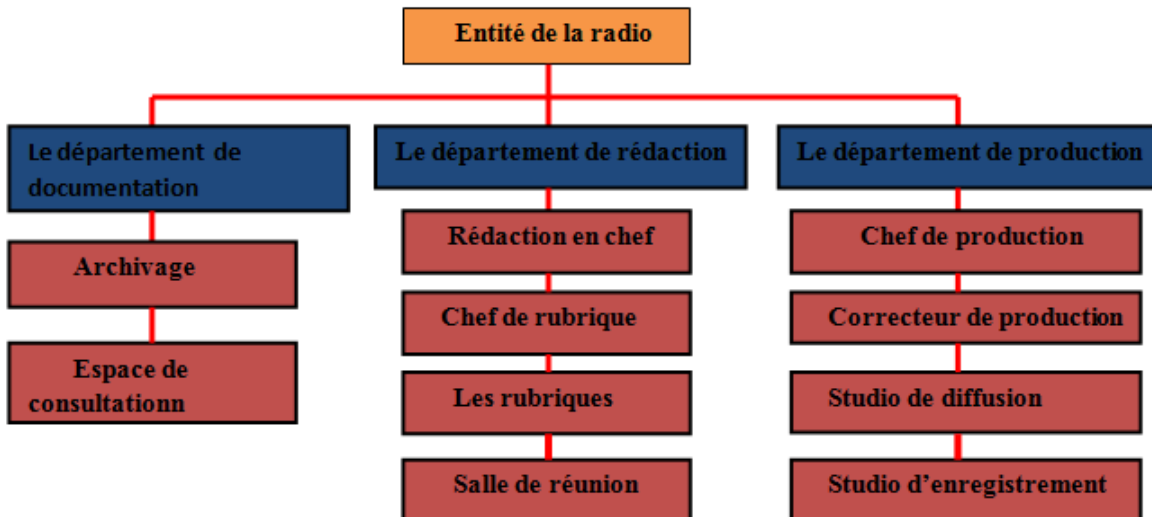 Entité de la radio
Le département de
documentation
Archivage
Espace de
consultationn
Le département de rédaction
Rédaction en chef
Chef de rubrique
Les rubriques
Salle de réunion
Le département de production
Chef de production
Correcteur de production
Studio de diffusion
Studio d’enregistrement